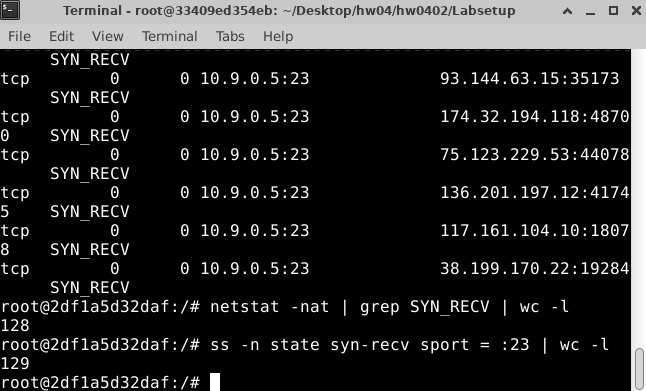 Terminal - root@33409ed354eb: ~/Desktop/hw04/hw0402/Labsetup
File Edit View Terminal Tabs Help
SYN_RECV
tcp 0 0 10.9.0.5:23 93.144.63.15:35173
SYN_RECV
tcp 0 0 10.9.0.5:23 174.32.194.118:4870
0 SYN_RECV
tcp 0 0 10.9.0.5:23 75.123.229.53:44078
SYN_RECV
tcp 0 0 10.9.0.5:23 136.201.197.12:4174
5 SYN_RECV
tcp 0 0 10.9.0.5:23 117.161.104.10:1807
8 SYN_RECV
tcp 0 0 10.9.0.5:23 38.199.170.22:19284
SYN_RECV
root@2df1a5d32daf:/# netstat -nat | grep SYN_RECV | wc -l
128
root@2df1a5d32daf:/# ss -n state syn-recv sport = :23 | wc -l
129
root@2df1a5d32daf:/#